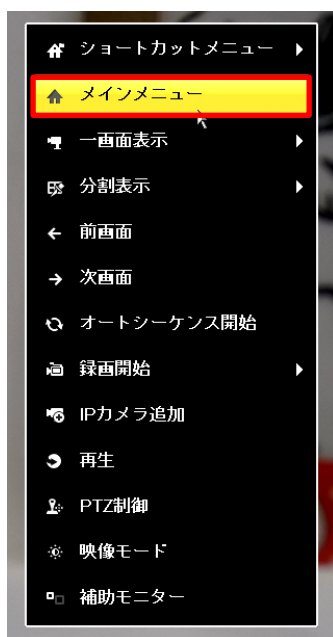 ショートカットメニュー
メインメニュー
一画面表示
分割表示
前画面
次画面
オートシーケンス開始
録画開始
IPカメラ追加
再生
PTZ制御
映像モード
補助モニター